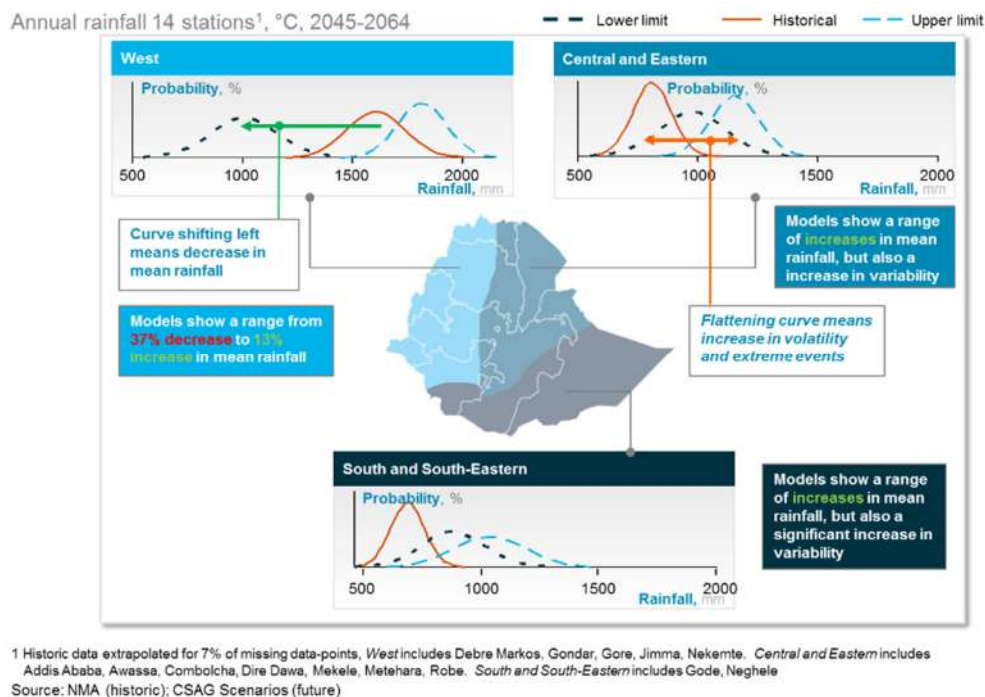 Annual rainfall 14 stations¹, °C, 2045-2064
Lower limit
Historical
Upper limit
West
Probability, %
500
1000
1500
2000
Rainfall, mm
Central and Eastern
Probability, %
500
1000
1500
2000
Rainfall, mm
Curve shifting left
means decrease in
mean rainfall
Models show a range from
37% decrease to 13%
increase in mean rainfall
Models show a range
of increases in mean
rainfall, but also a
increase in variability
Flattening curve means
increase in volatility
and extreme events
South and South-Eastern
Probability, %
500
1000
1500
2000
Rainfall, mm
Models show a range
of increases in mean
rainfall, but also a
significant increase in
variability
1 Historic data extrapolated for 7% of missing data-points, West includes Debre Markos, Gondar, Gore, Jimma, Nekemte. Central and Eastern includes
Addis Ababa, Awassa, Combolcha, Dire Dawa, Mekele, Metehara, Robe. South and South-Eastern includes Gode, Neghele
Source: NMA (historic); CSAG Scenarios (future)